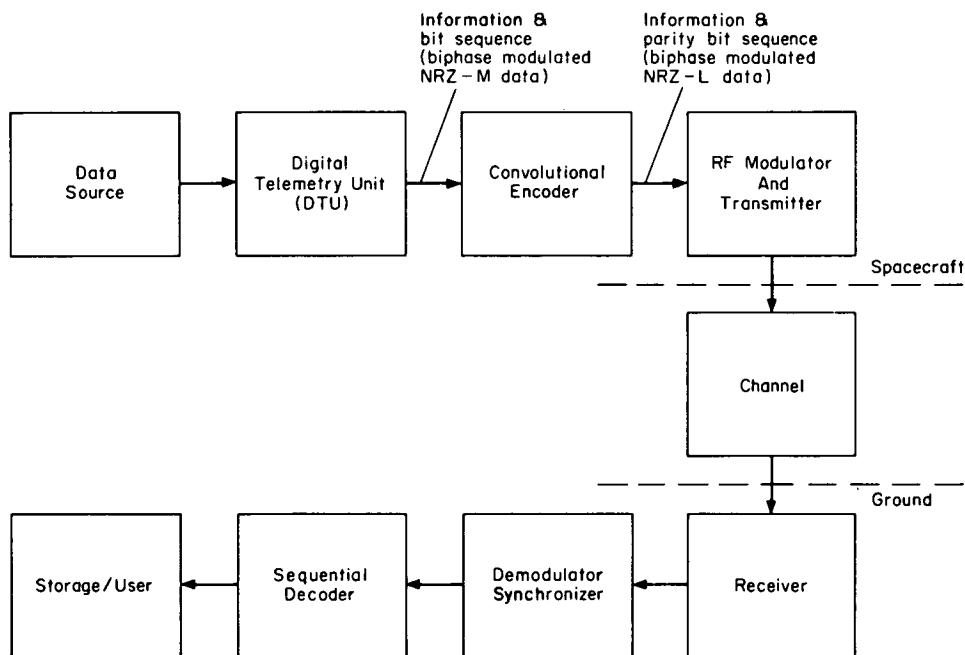 Information &
bit sequence
(biphase modulated
NRZ-M data)
Information &
parity bit sequence
(biphase modulated
NRZ-L data)
Data
Source
Digital
Telemetry Unit
(DTU)
Convolutional
Encoder
RF Modulator
And
Transmitter
Spacecraft
Channel
Ground
Storage/User
Sequential
Decoder
Demodulator
Synchronizer
Receiver